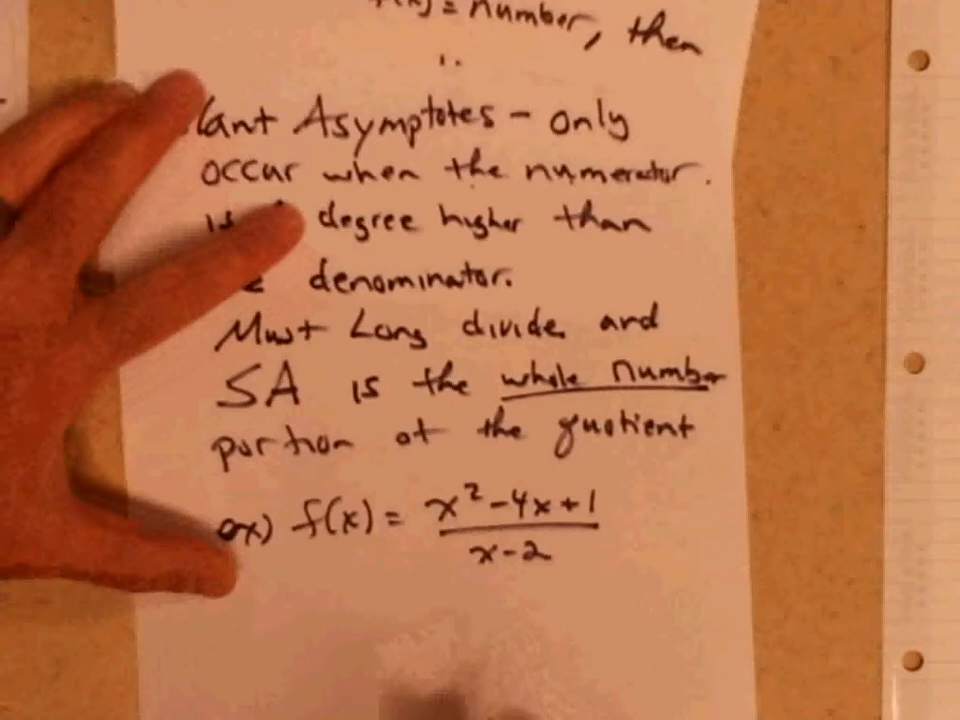 = number, then
lant Asymptotes - only
occur when the numerator.
is degree higher than
denominator.
Must Long divide and
SA is the whole number
portion of the quotient
ex) f(x) = x² - 4x + 1
x - 2